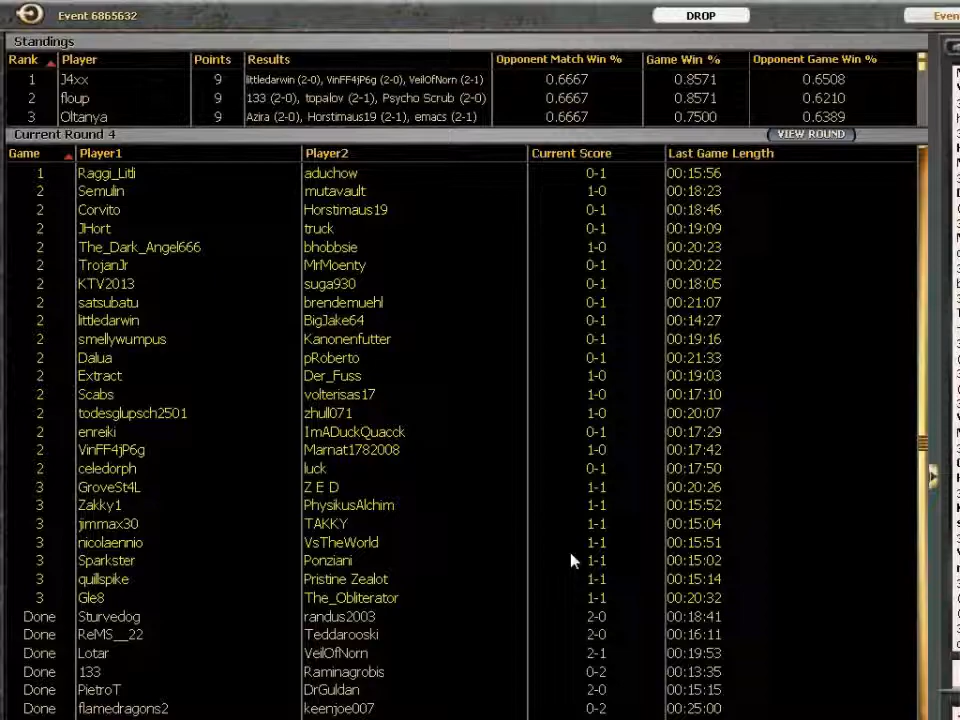 Event 6865632 DROP Even
Standings
Rank Player Points Results Opponent Match Win % Game Win % Opponent Game Win %
1 J4xx 9 littledarwin (2-0), VinFF4jP6g (2-0), VeilOfNorn (2-1) 0.6667 0.8571 0.6508
2 floup 9 133 (2-0), topalov (2-1), Psycho Scrub (2-0) 0.6667 0.8571 0.6210
3 Oltanya 9 Azira (2-0), Horstimaus19 (2-1), emacs (2-1) 0.6667 0.7500 0.6389
Current Round 4 VIEW ROUND
Game Player1 Player2 Current Score Last Game Length
1 Raggi_Litli aduchow 0-1 00:15:56
2 Semulin mutavault 1-0 00:18:23
2 Corvito Horstimaus19 0-1 00:18:46
2 JHort truck 0-1 00:19:09
2 The_Dark_Angel666 bhobbsie 1-0 00:20:23
2 TrojanJr MrMoenty 0-1 00:20:22
2 KTV2013 suga930 0-1 00:18:05
2 satsubatu brendemuehl 0-1 00:21:07
2 littledarwin BigJake64 0-1 00:14:27
2 smellywumpus Kanonenfutter 0-1 00:19:16
2 Dalua pRoberto 0-1 00:21:33
2 Extract Der_Fuss 1-0 00:19:03
2 Scabs volterisas17 1-0 00:17:10
2 todesglupsch2501 zhull071 1-0 00:20:07
2 enreiki ImADuckQuacck 0-1 00:17:29
2 VinFF4jP6g Marnat1782008 1-0 00:17:42
2 celedorph luck 0-1 00:17:50
3 GroveSt4L Z E D 1-1 00:20:26
3 Zakky1 PhysikusAlchim 1-1 00:15:52
3 jimmax30 TAKKY 1-1 00:15:04
3 nicolaennio VsTheWorld 1-1 00:15:51
3 Sparkster Ponziani 1-1 00:15:02
3 quillspike Pristine Zealot 1-1 00:15:14
3 Gle8 The_Obliterator 1-1 00:20:32
Done Sturvedog randus2003 2-0 00:18:41
Done ReMS__22 Teddarooski 2-0 00:16:11
Done Lotar VeilOfNorn 2-1 00:19:53
Done 133 Raminagrobis 0-2 00:13:35
Done PietroT DrGuldan 2-0 00:15:15
Done flamedragons2 keenjoe007 0-2 00:25:00